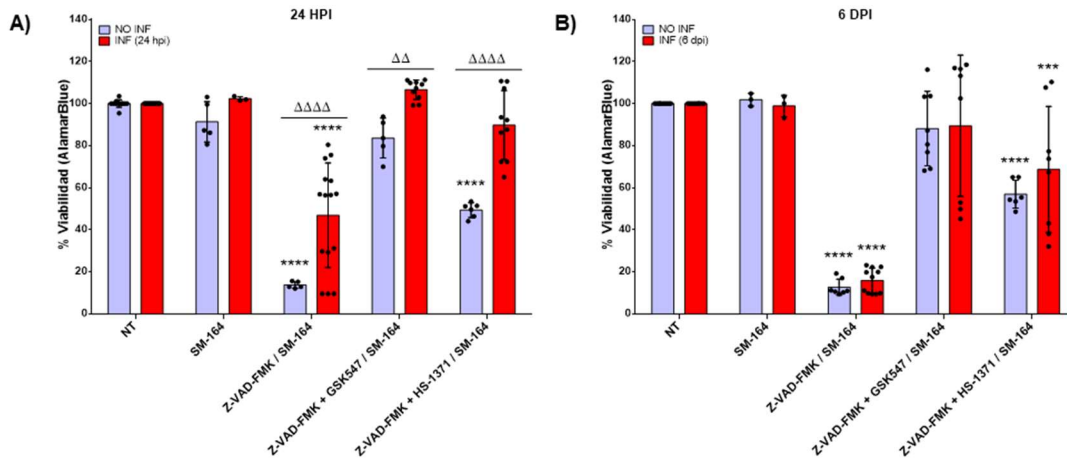 A)
24 HPI
NO INF
INF (24 hpi)
% Viabilidad (AlamarBlue)
140
120
100
80
60
40
20
0
ΔΔΔΔ
ΔΔ
ΔΔΔΔ
****
****
****
NT
SM-164
Z-VAD-FMK / SM-164
Z-VAD-FMK + GSK547 / SM-164
Z-VAD-FMK + HS-1371 / SM-164
B)
6 DPI
NO INF
INF (6 dpi)
% Viabilidad (AlamarBlue)
140
120
100
80
60
40
20
0
****
****
****
***
NT
SM-164
Z-VAD-FMK / SM-164
Z-VAD-FMK + GSK547 / SM-164
Z-VAD-FMK + HS-1371 / SM-164